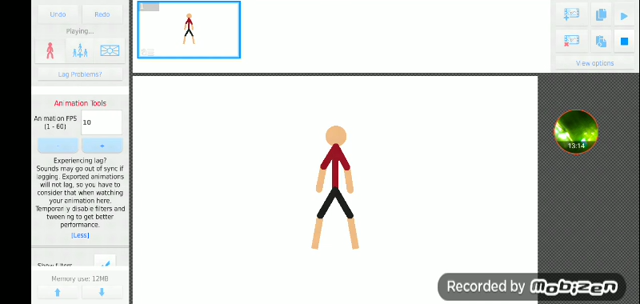 Undo Redo
Playing...
Lag Problems?
Animation Tools
Animation FPS
(1 - 60)
10
- +
Experiencing lag?
Sounds may go out of sync if
lagging. Exported animations
will not lag, so you have to
consider that when watching
your animation here.
Temporarily disable filters and
tweening to get better
performance.
[Less]
Memory use: 12MB
View options
13:14
Recorded by Mobizen